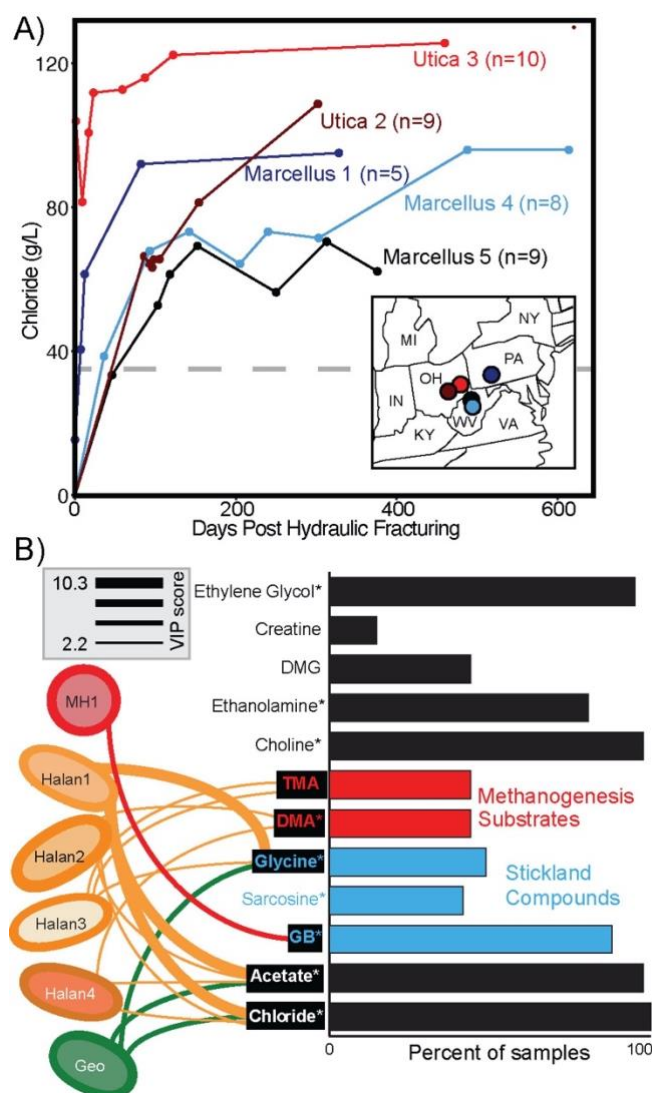 A)
120
80
40
0
Chloride (g/L)
Utica 3 (n=10)
Utica 2 (n=9)
Marcellus 1 (n=5)
Marcellus 4 (n=8)
Marcellus 5 (n=9)
MI
NY
PA
OH
IN
WV
VA
KY
0
200
400
600
Days Post Hydraulic Fracturing
B)
10.3
2.2
VIP score
MH1
Halan1
Halan2
Halan3
Halan4
Geo
Ethylene Glycol*
Creatine
DMG
Ethanolamine*
Choline*
TMA
DMA*
Glycine*
Sarcosine*
GB*
Acetate*
Chloride*
Methanogenesis
Substrates
Stickland
Compounds
0
Percent of samples
100